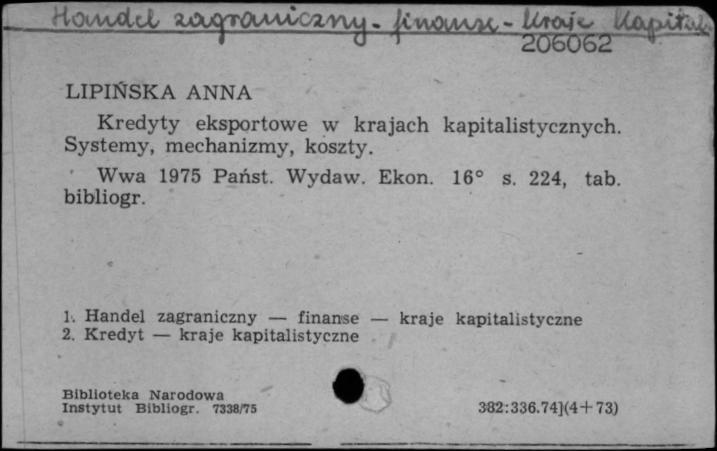 Handel zagraniczny - finanse - kraje kapital.
206062
LIPIŃSKA ANNA
Kredyty eksportowe w krajach kapitalistycznych.
Systemy, mechanizmy, koszty.
Wwa 1975 Państ. Wydaw. Ekon. 16° s. 224, tab.
bibliogr.
1. Handel zagraniczny — finanse — kraje kapitalistyczne
2. Kredyt — kraje kapitalistyczne
Biblioteka Narodowa
Instytut Bibliogr. 7338/75
382:336.74](4+73)